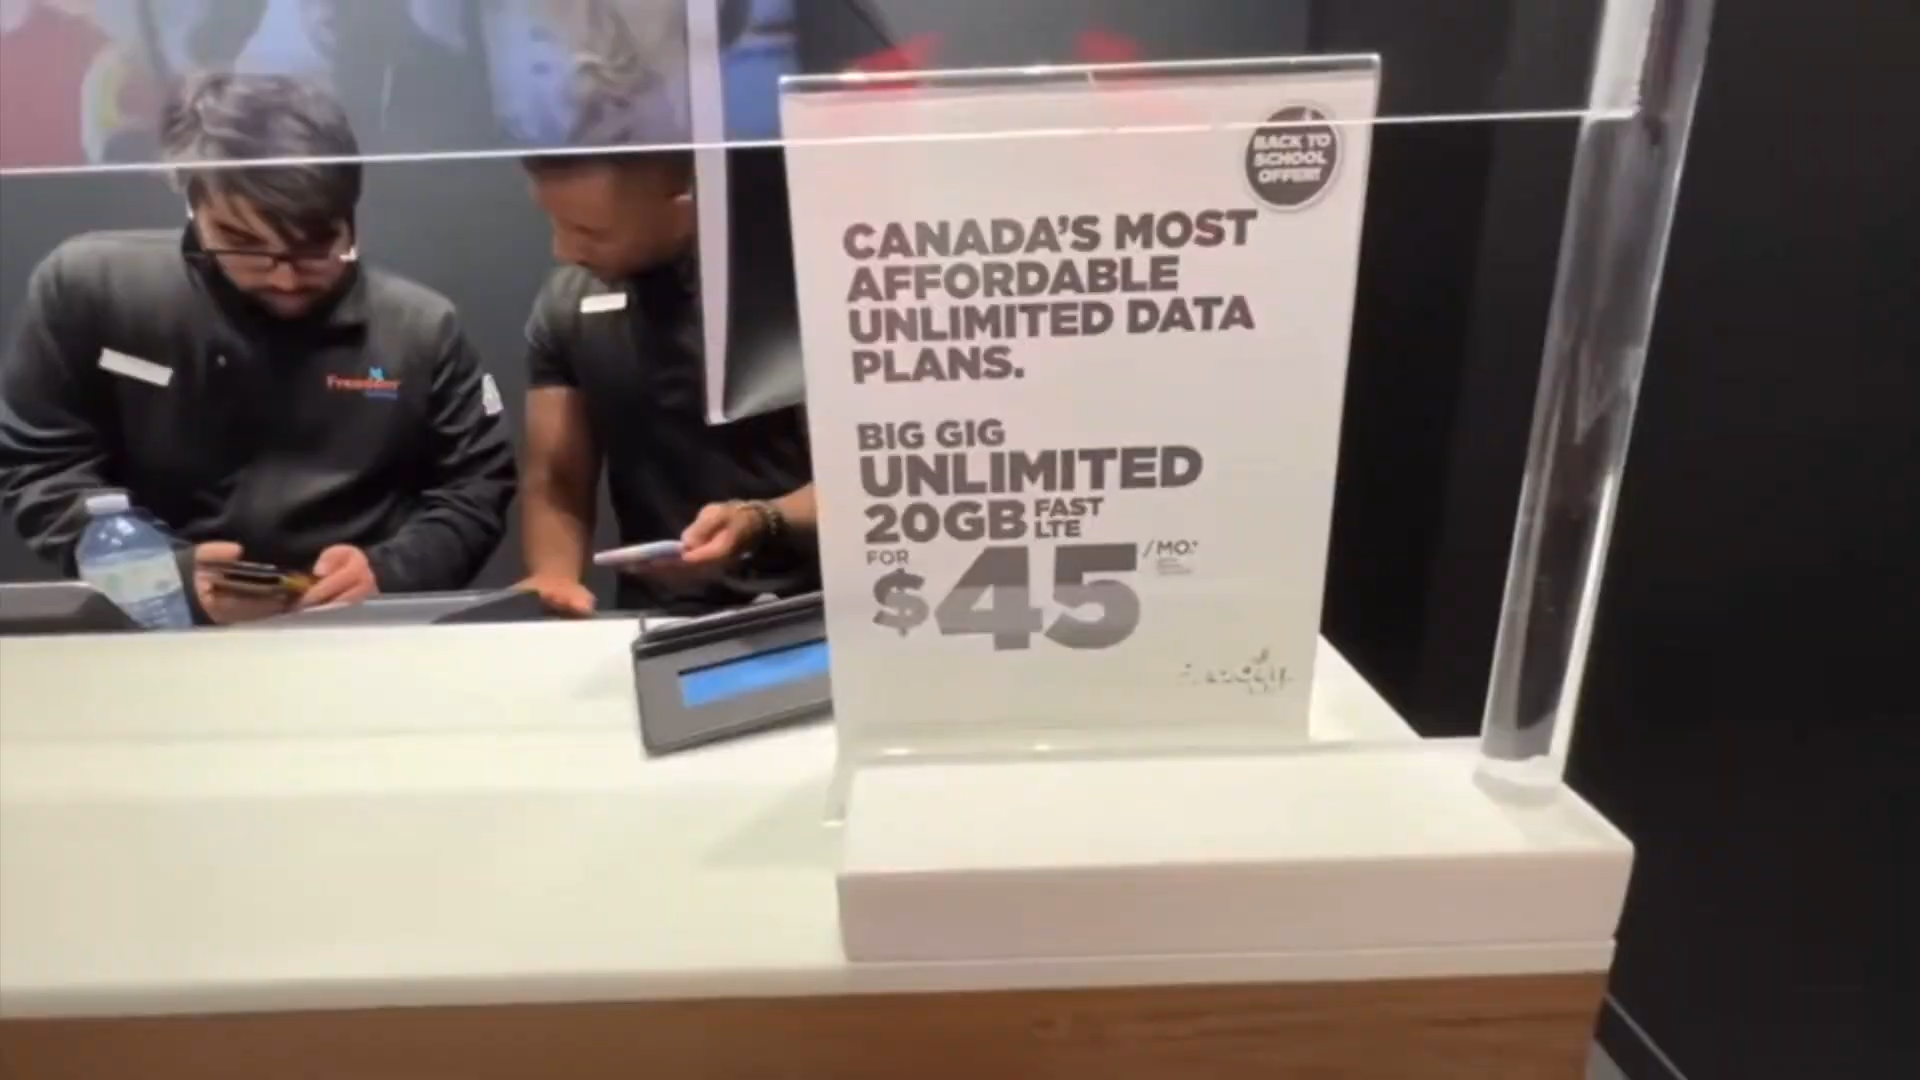 BACK TO
SCHOOL
OFFER!
CANADA'S MOST
AFFORDABLE
UNLIMITED DATA
PLANS.
BIG GIG
UNLIMITED
20GB FAST
LTE
FOR
$45 /MO.*
Freedom